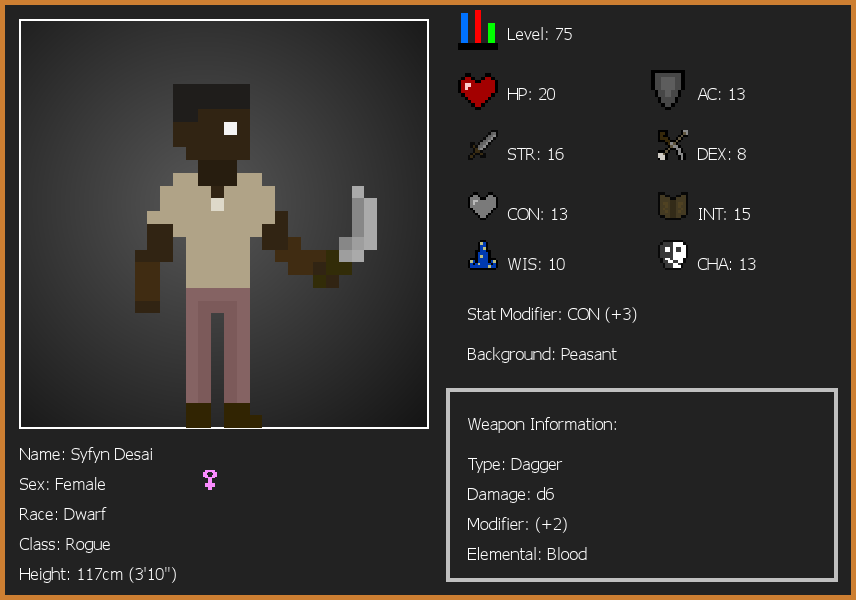 Level: 75
HP: 20
AC: 13
STR: 16
DEX: 8
CON: 13
INT: 15
WIS: 10
CHA: 13
Stat Modifier: CON (+3)
Background: Peasant
Weapon Information:
Type: Dagger
Damage: d6
Modifier: (+2)
Elemental: Blood
Name: Syfyn Desai
Sex: Female
Race: Dwarf
Class: Rogue
Height: 117cm (3'10")